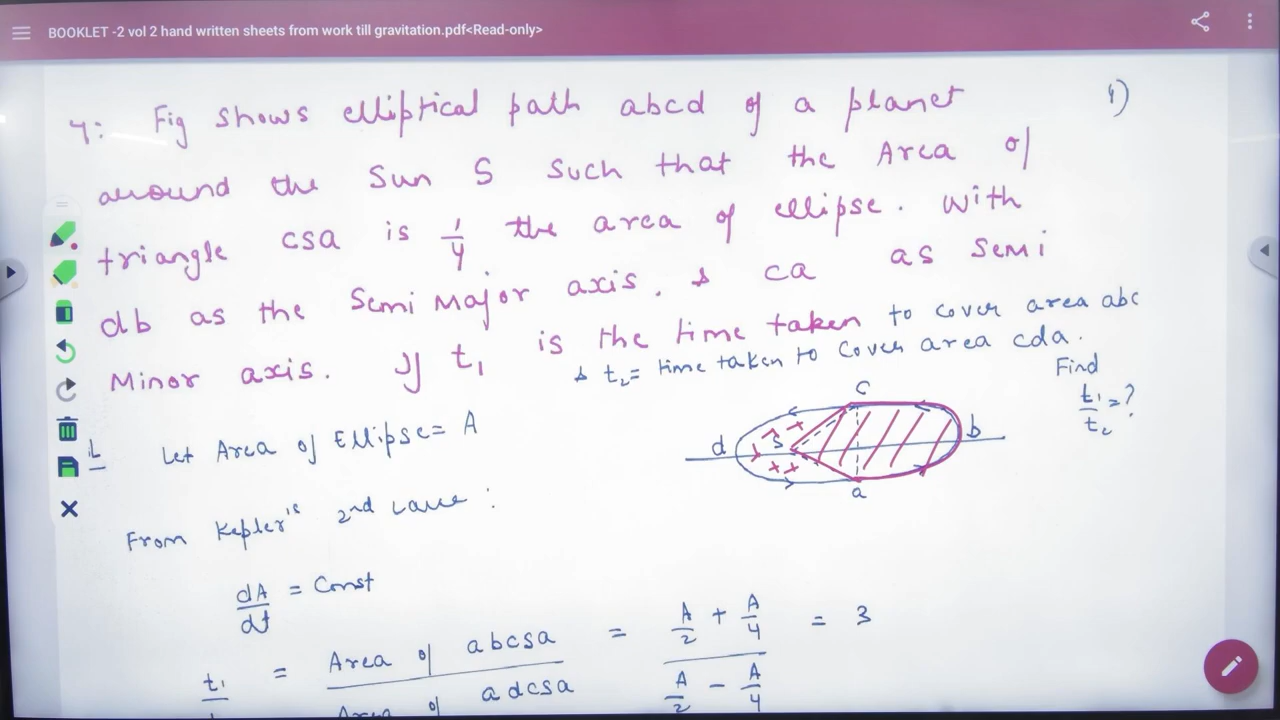 BOOKLET -2 vol 2 hand written sheets from work till gravitation.pdf<Read-only>
4: Fig shows elliptical path abcd of a planet
1)
around the Sun S such that the Area of
triangle csa is 1/4 the area of ellipse. With
db as the Semi Major axis. & ca as semi
Minor axis. If t₁ is the time taken to cover area abc
& t₂ = time taken to cover area cda.
Find
t₁/t₂ = ?
Let Area of Ellipse = A
c
d
S
b
a
From Kepler's 2nd Lawe :
dA/dt = Const
t₁ = Area of abcsa / Area of adcsa = A/2 + A/4 / A/2 - A/4 = 3